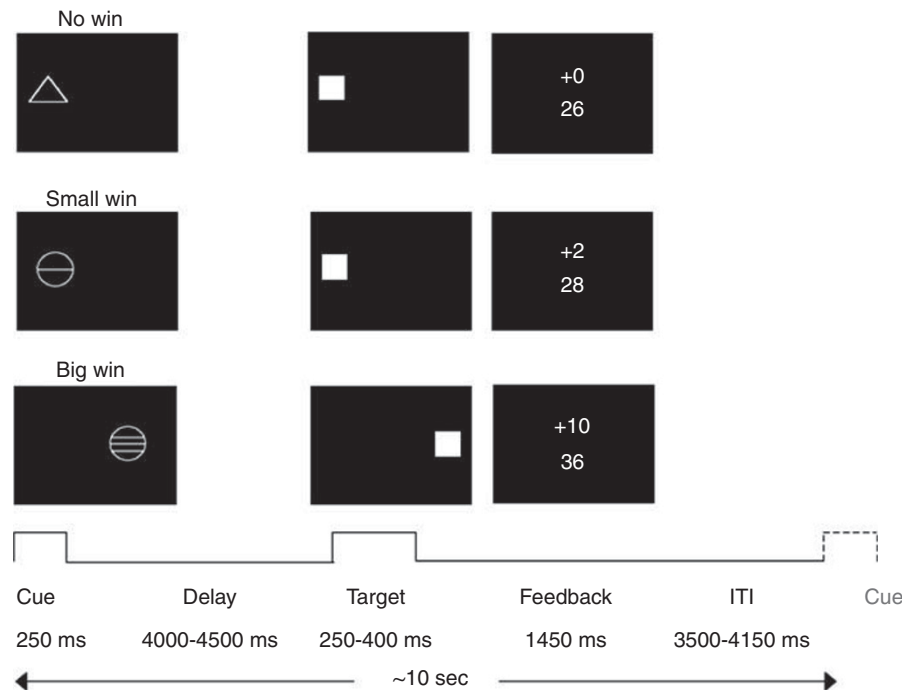 No win
+0
26
Small win
+2
28
Big win
+10
36
Cue Delay Target Feedback ITI Cue
250 ms 4000-4500 ms 250-400 ms 1450 ms 3500-4150 ms
~10 sec